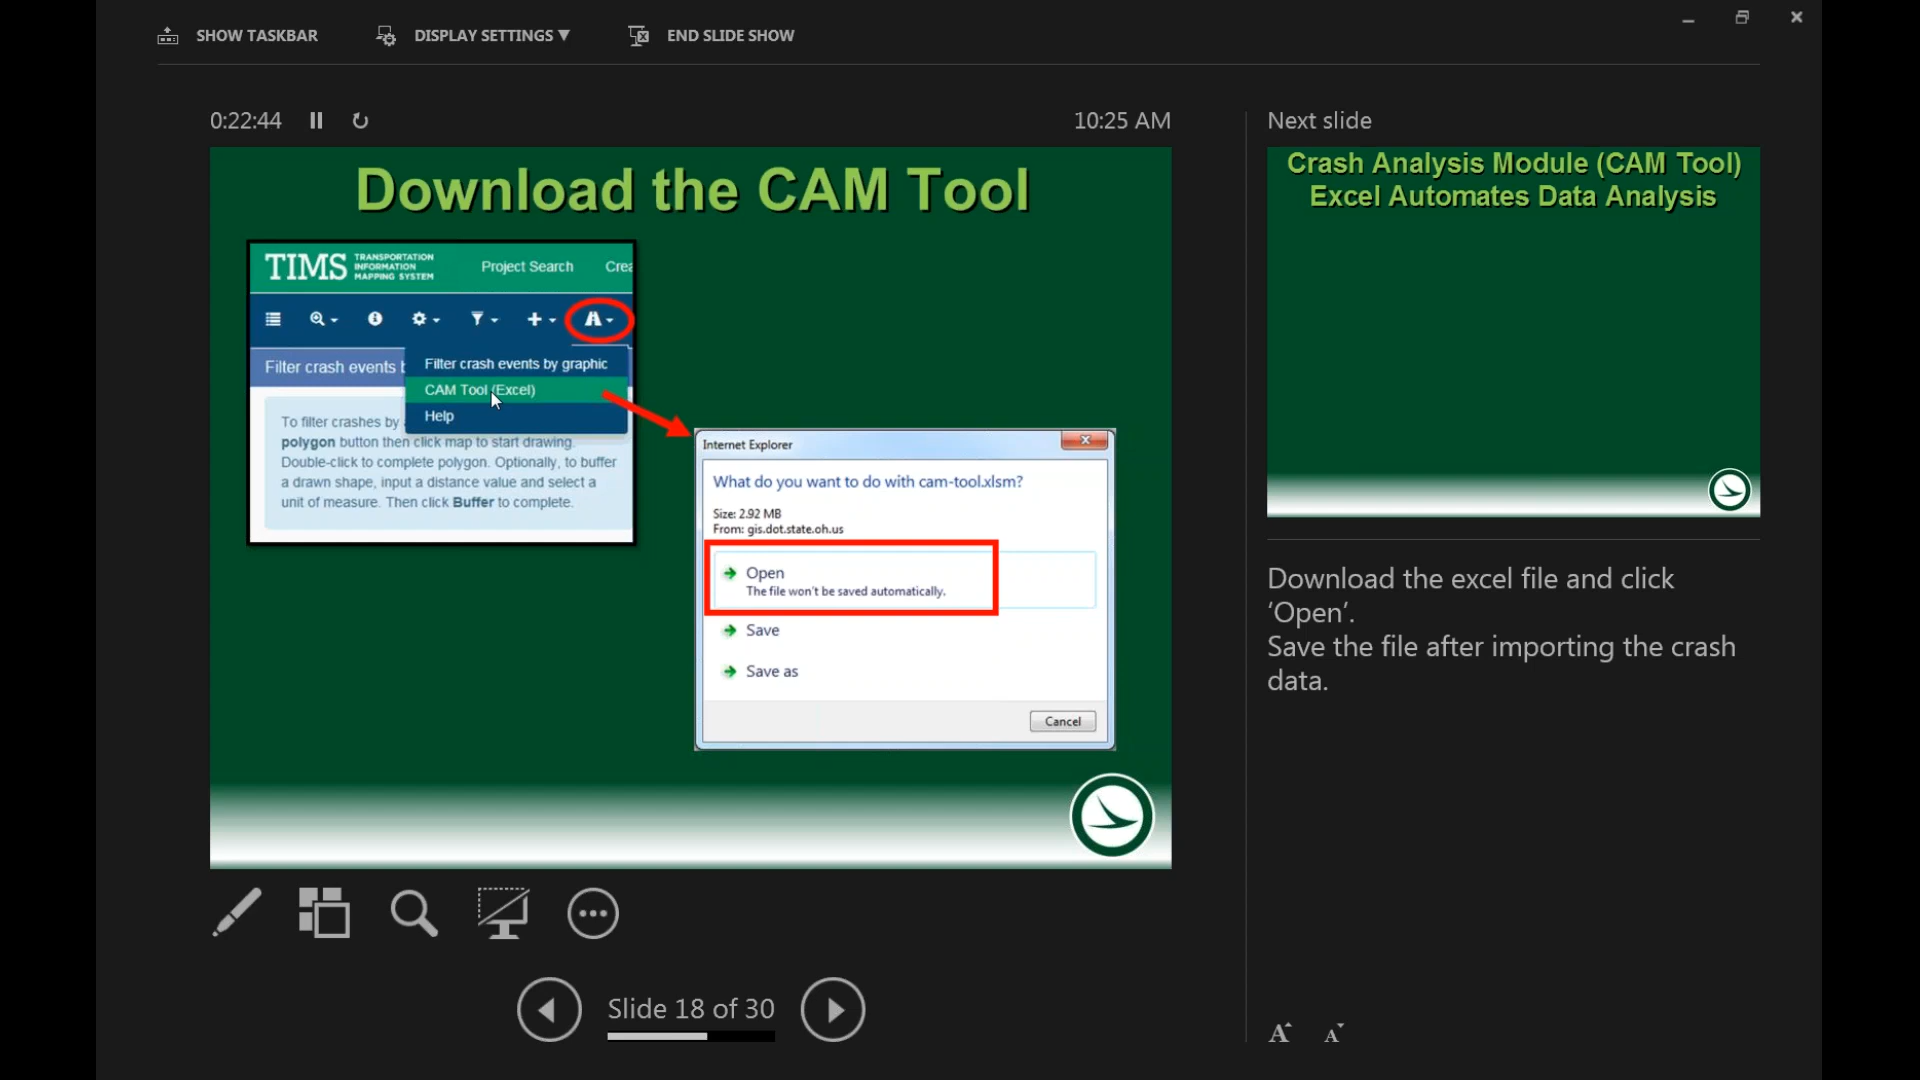 SHOW TASKBAR
DISPLAY SETTINGS ▼
END SLIDE SHOW
0:22:44
10:25 AM
Next slide
Download the CAM Tool
TIMS TRANSPORTATION
INFORMATION
MAPPING SYSTEM
Project Search
Crea
Filter crash events b
Filter crash events by graphic
CAM Tool (Excel)
Help
To filter crashes by
polygon button then click map to start drawing.
Double-click to complete polygon. Optionally, to buffer
a drawn shape, input a distance value and select a
unit of measure. Then click Buffer to complete.
Internet Explorer
What do you want to do with cam-tool.xlsm?
Size: 2.92 MB
From: gis.dot.state.oh.us
Open
The file won't be saved automatically.
Save
Save as
Cancel
Slide 18 of 30
Crash Analysis Module (CAM Tool)
Excel Automates Data Analysis
Download the excel file and click
‘Open’.
Save the file after importing the crash
data.
A A